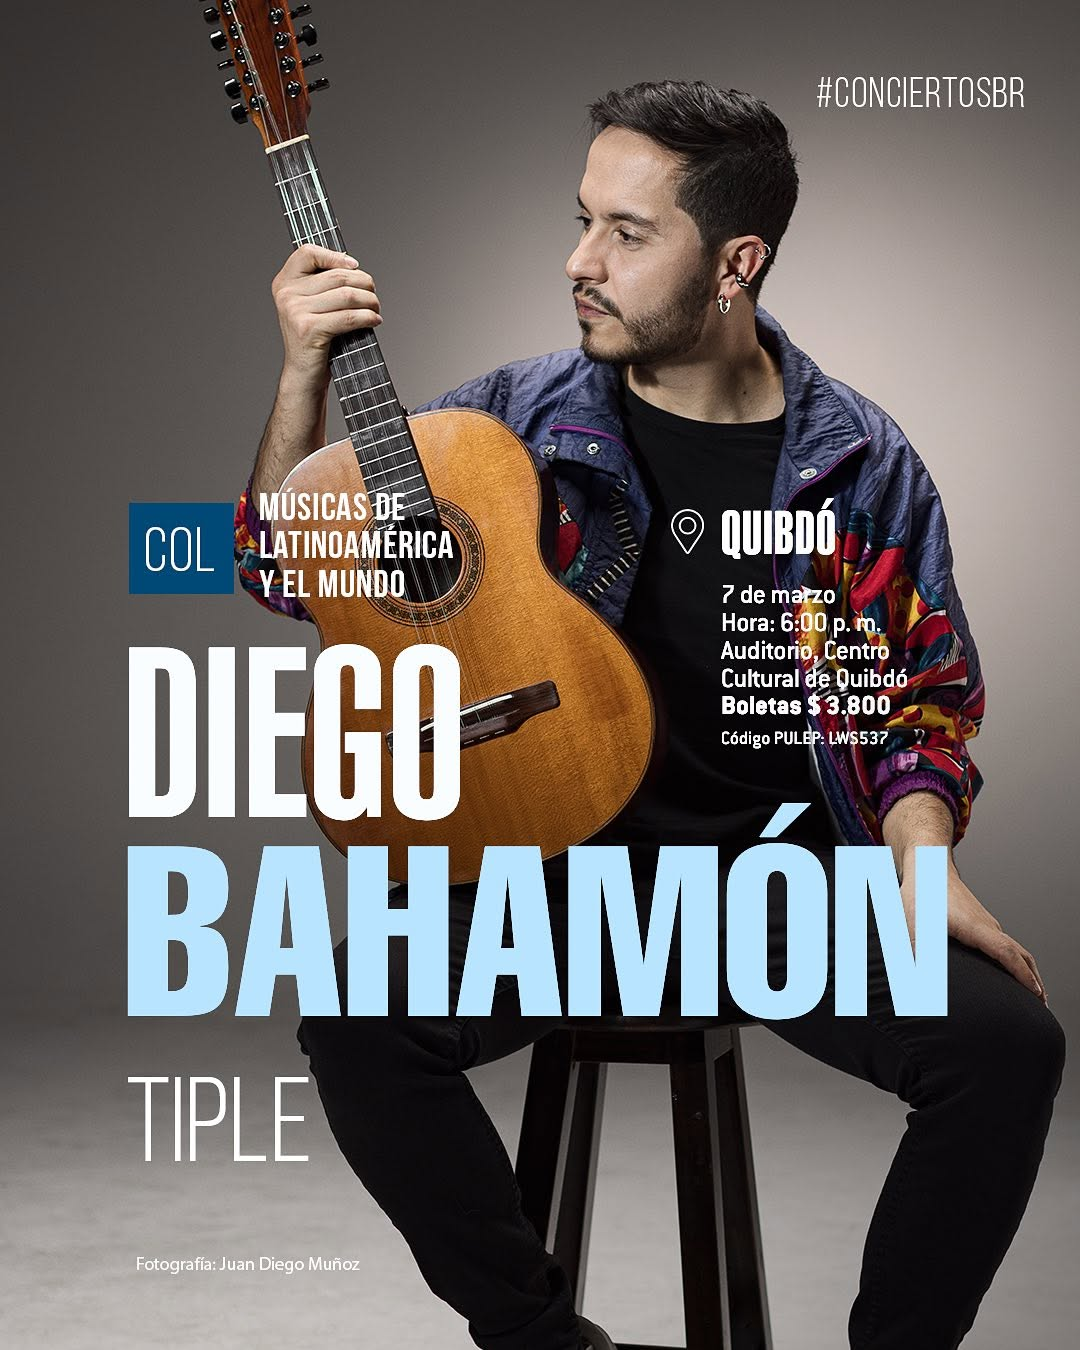 #CONCIERTOSBR
COL
MÚSICAS DE
LATINOAMÉRICA
Y EL MUNDO
QUIBDÓ
7 de marzo
Hora: 6:00 p. m.
Auditorio, Centro
Cultural de Quibdó
Boletas $ 3.800
Código PULEP: LWS537
DIEGO
BAHAMÓN
TIPLE
Fotografía: Juan Diego Muñoz